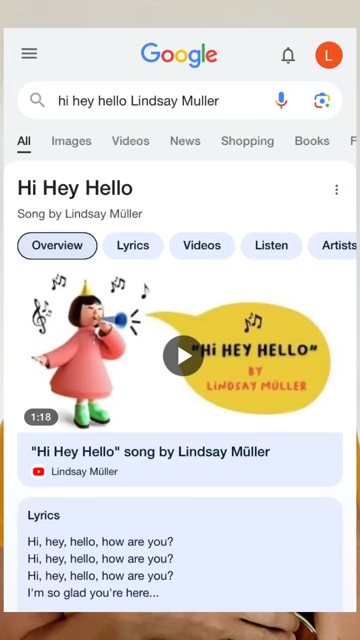 Google
L
hi hey hello Lindsay Muller
All Images Videos News Shopping Books F
Hi Hey Hello
Song by Lindsay Müller
Overview Lyrics Videos Listen Artists
"Hi HEY HELLO"
BY
LiNDSAY MÜLLER
1:18
"Hi Hey Hello" song by Lindsay Müller
Lindsay Müller
Lyrics
Hi, hey, hello, how are you?
Hi, hey, hello, how are you?
Hi, hey, hello, how are you?
I'm so glad you're here...